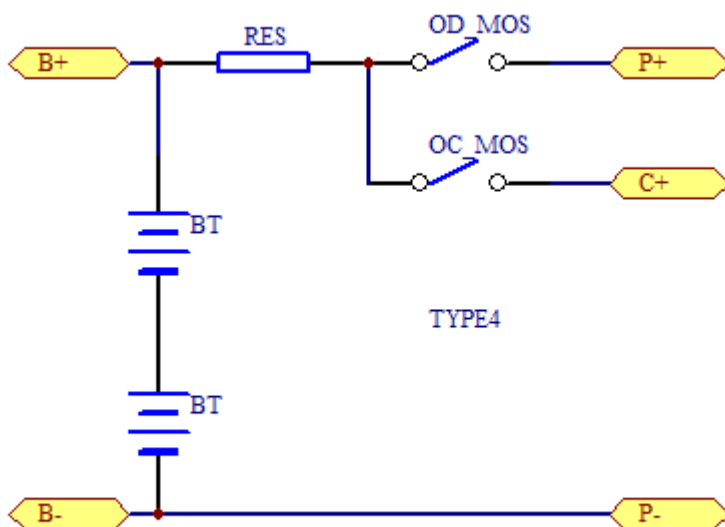 RES
OD_MOS
B+
P+
OC_MOS
C+
BT
TYPE4
BT
B-
P-